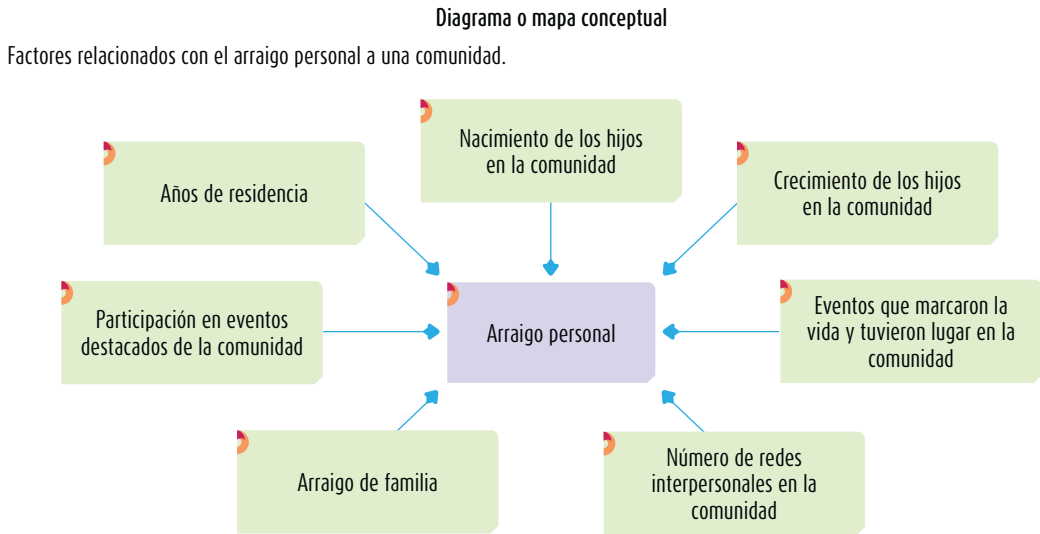 Diagrama o mapa conceptual
Factores relacionados con el arraigo personal a una comunidad.
Nacimiento de los hijos
en la comunidad
Años de residencia
Crecimiento de los hijos
en la comunidad
Participación en eventos
destacados de la comunidad
Arraigo personal
Eventos que marcaron la
vida y tuvieron lugar en la
comunidad
Arraigo de familia
Número de redes
interpersonales en la
comunidad